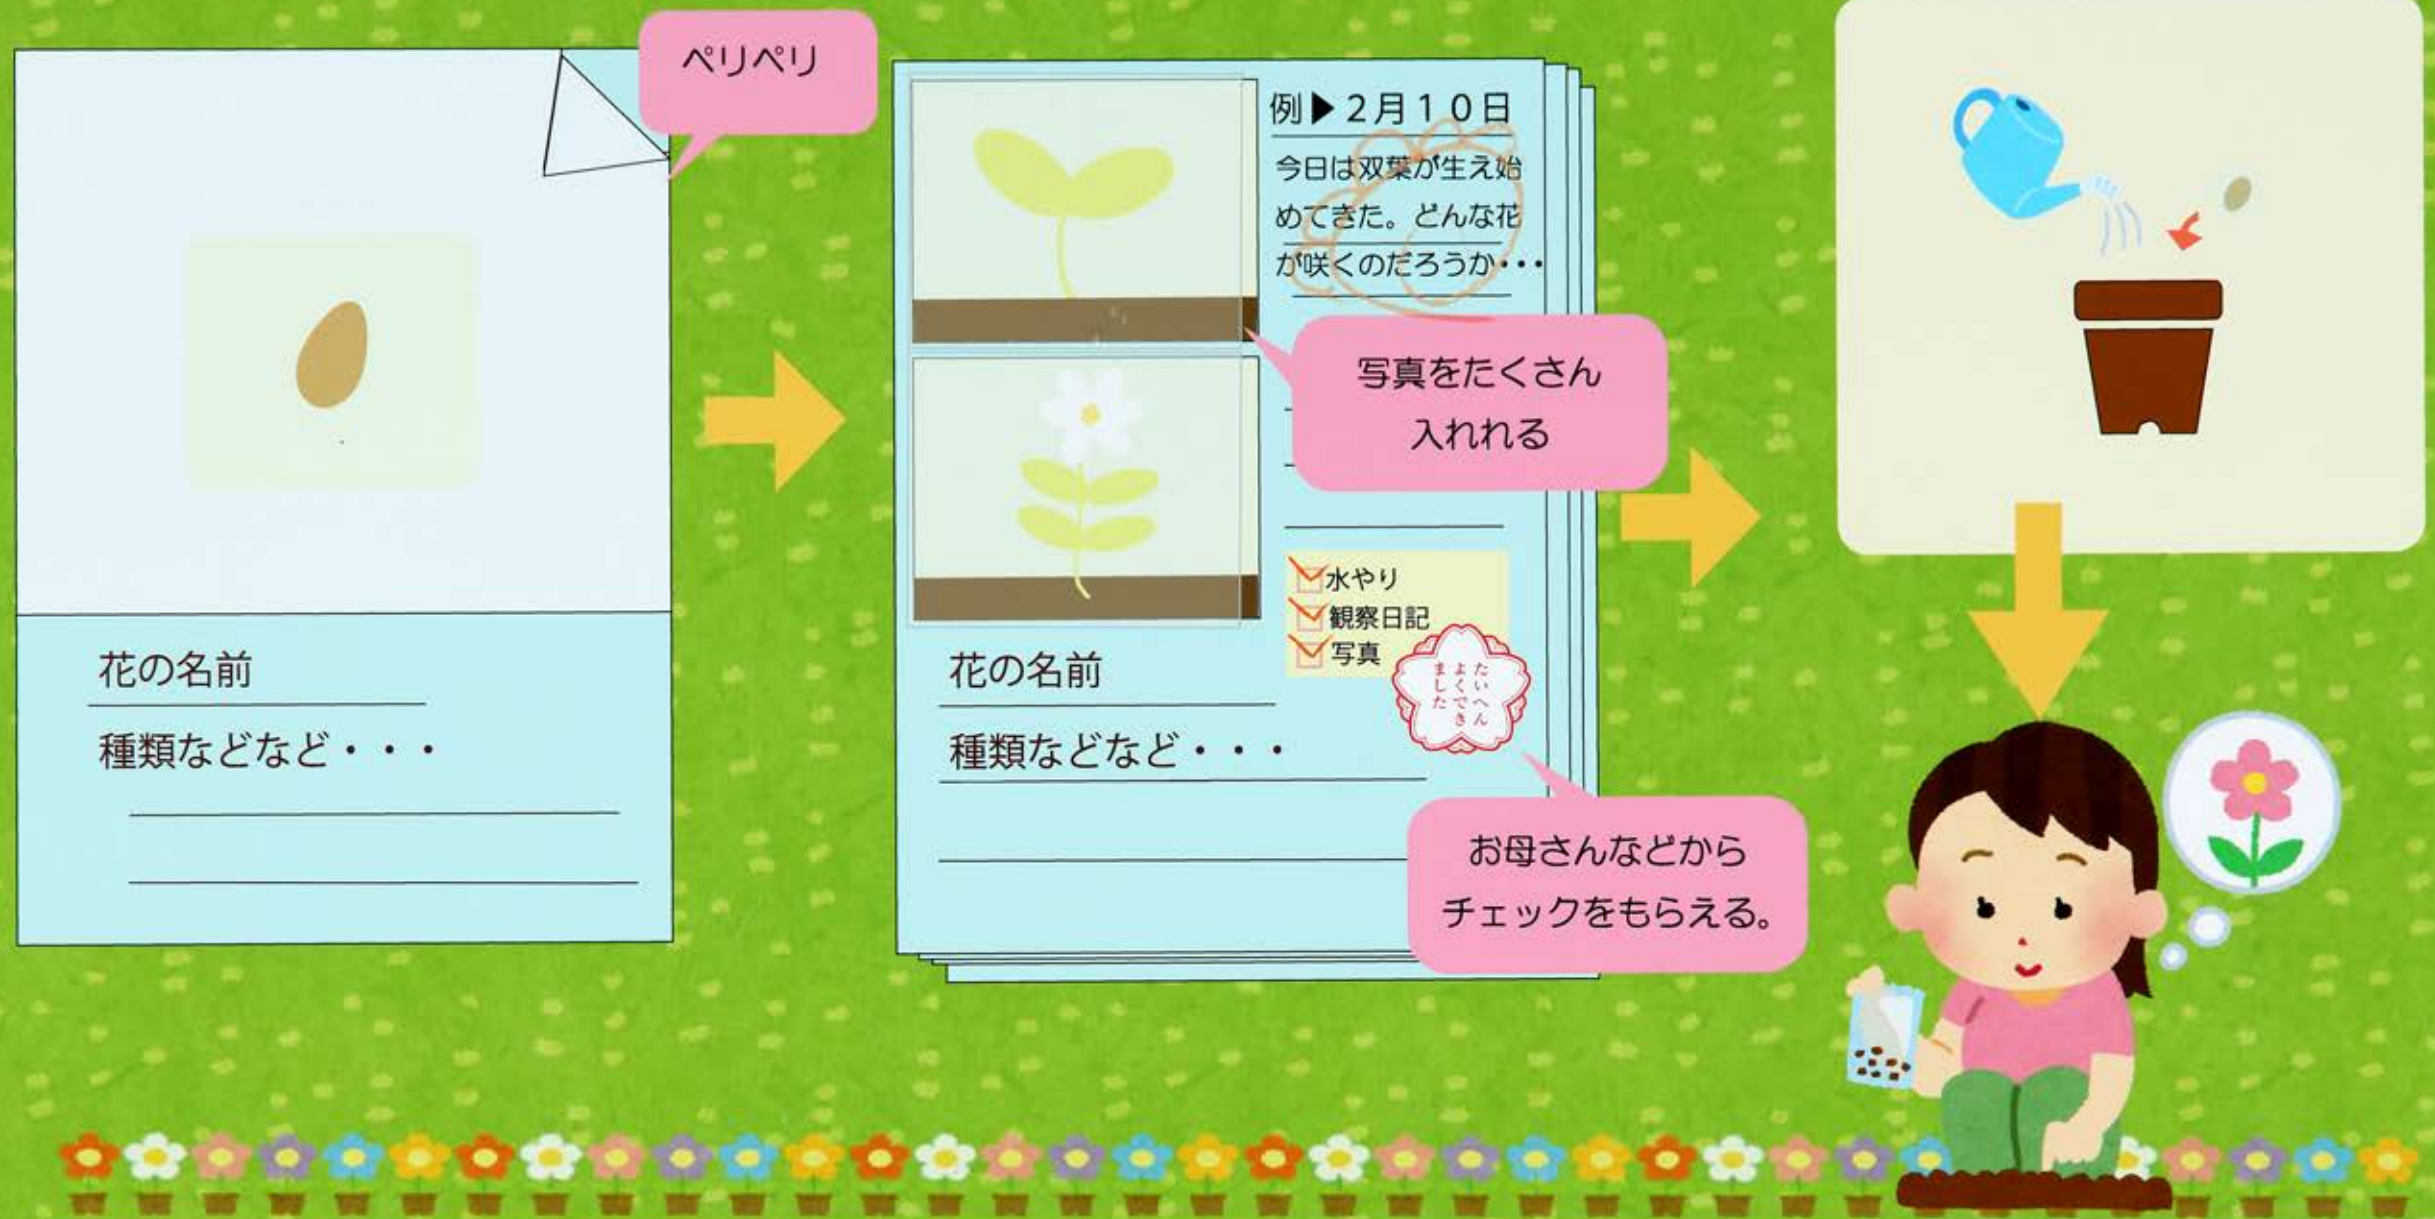 ペリペリ
花の名前
種類などなど・・・
例▶2月10日
今日は双葉が生え始
めてきた。どんな花
が咲くのだろうか・・・
写真をたくさん
入れれる
水やり
観察日記
写真
たいへん
よくでき
ました
花の名前
種類などなど・・・
お母さんなどから
チェックをもらえる。